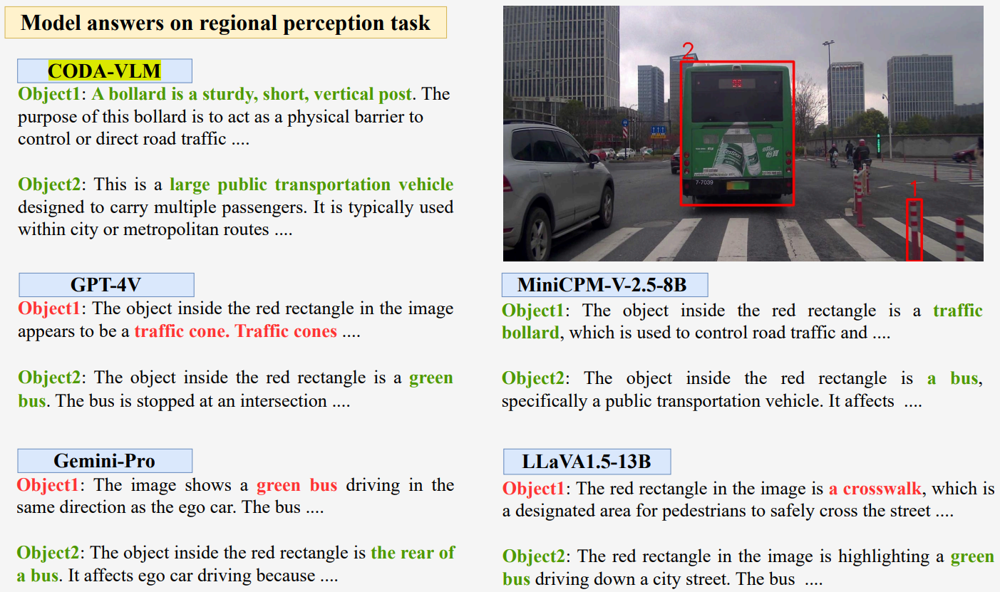 Model answers on regional perception task
CODA-VLM
Object1: A bollard is a sturdy, short, vertical post. The
purpose of this bollard is to act as a physical barrier to
control or direct road traffic ....
Object2: This is a large public transportation vehicle
designed to carry multiple passengers. It is typically used
within city or metropolitan routes ....
2
1
7-7039
怡寶
GPT-4V
Object1: The object inside the red rectangle in the image
appears to be a traffic cone. Traffic cones ....
Object2: The object inside the red rectangle is a green
bus. The bus is stopped at an intersection ....
MiniCPM-V-2.5-8B
Object1: The object inside the red rectangle is a traffic
bollard, which is used to control road traffic and ....
Object2: The object inside the red rectangle is a bus,
specifically a public transportation vehicle. It affects ....
Gemini-Pro
Object1: The image shows a green bus driving in the
same direction as the ego car. The bus ....
Object2: The object inside the red rectangle is the rear of
a bus. It affects ego car driving because ....
LLaVA1.5-13B
Object1: The red rectangle in the image is a crosswalk, which is
a designated area for pedestrians to safely cross the street ....
Object2: The red rectangle in the image is highlighting a green
bus driving down a city street. The bus ....